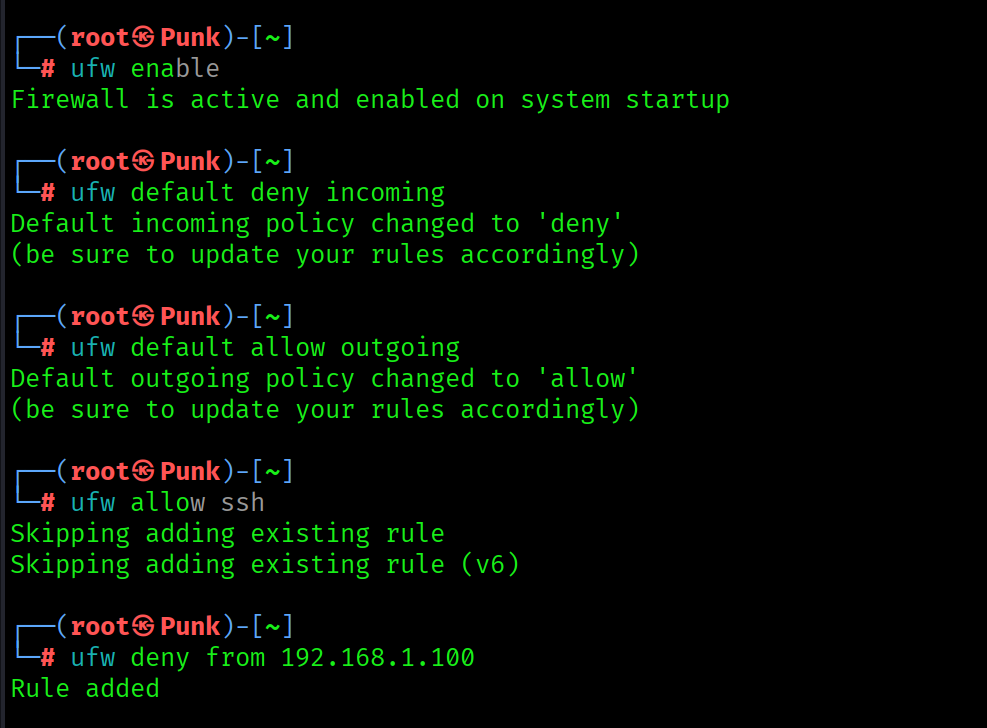 ┌──(root㉿Punk)-[~]
└─# ufw enable
Firewall is active and enabled on system startup
┌──(root㉿Punk)-[~]
└─# ufw default deny incoming
Default incoming policy changed to 'deny'
(be sure to update your rules accordingly)
┌──(root㉿Punk)-[~]
└─# ufw default allow outgoing
Default outgoing policy changed to 'allow'
(be sure to update your rules accordingly)
┌──(root㉿Punk)-[~]
└─# ufw allow ssh
Skipping adding existing rule
Skipping adding existing rule (v6)
┌──(root㉿Punk)-[~]
└─# ufw deny from 192.168.1.100
Rule added